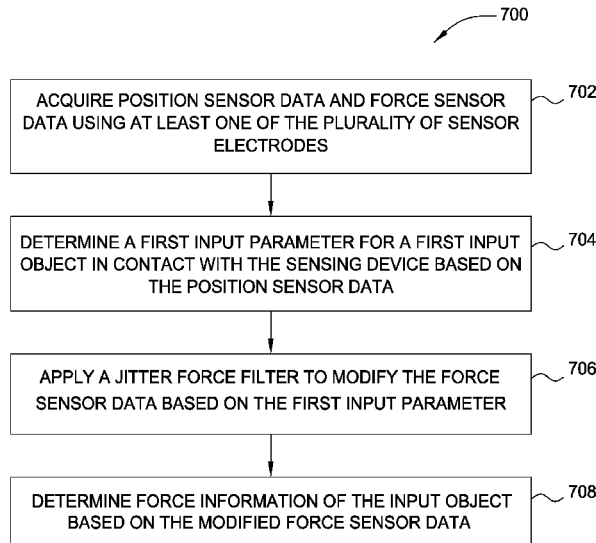 700
ACQUIRE POSITION SENSOR DATA AND FORCE SENSOR
DATA USING AT LEAST ONE OF THE PLURALITY OF SENSOR
ELECTRODES
702
DETERMINE A FIRST INPUT PARAMETER FOR A FIRST INPUT
OBJECT IN CONTACT WITH THE SENSING DEVICE BASED ON
THE POSITION SENSOR DATA
704
APPLY A JITTER FORCE FILTER TO MODIFY THE FORCE
SENSOR DATA BASED ON THE FIRST INPUT PARAMETER
706
DETERMINE FORCE INFORMATION OF THE INPUT OBJECT
BASED ON THE MODIFIED FORCE SENSOR DATA
708